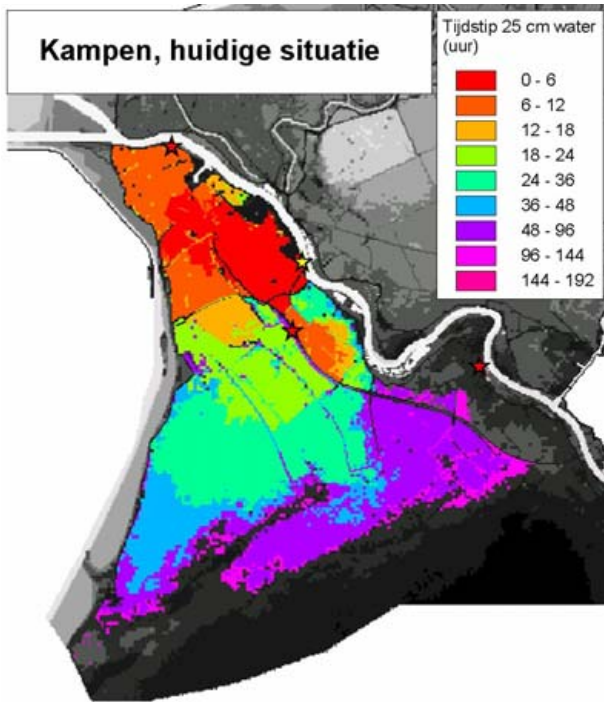 Kampen, huidige situatie
Tijdstip 25 cm water
(uur)
0 - 6
6 - 12
12 - 18
18 - 24
24 - 36
36 - 48
48 - 96
96 - 144
144 - 192